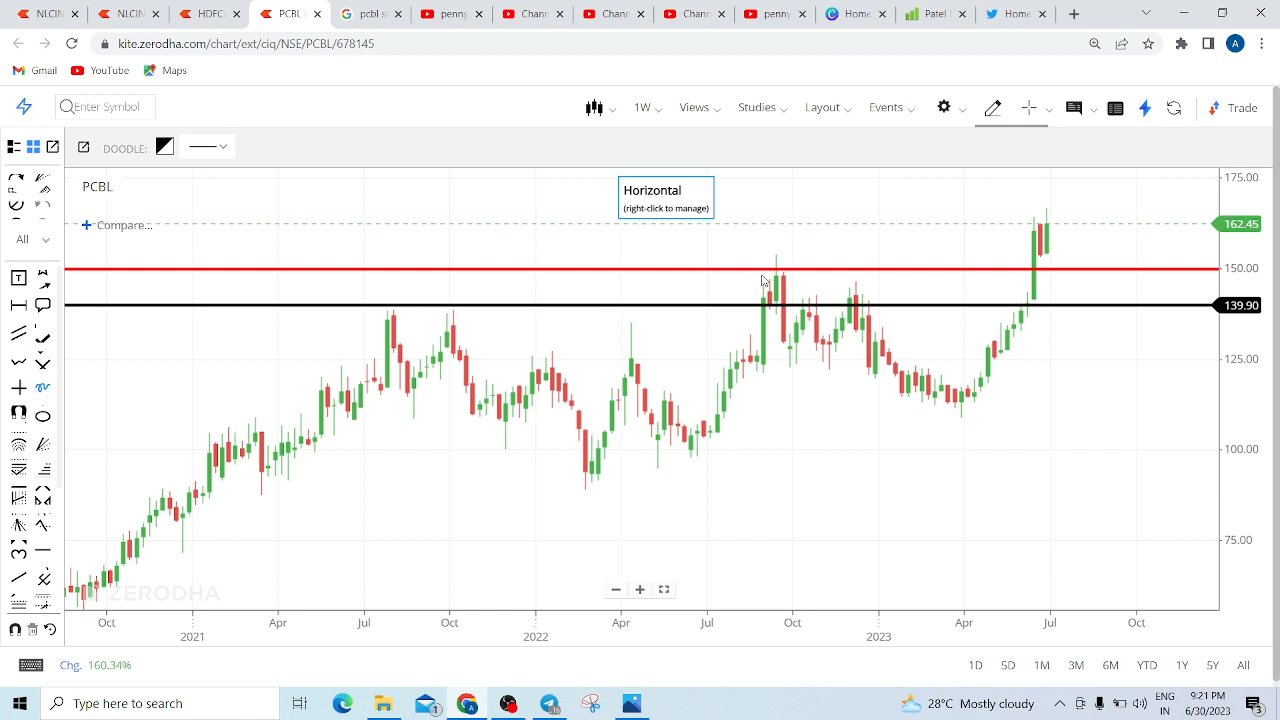 NLCIN
NLCIN
HDFC
PCBL
pcbl s
penny
Chann
Chann
Chann
penny
Home
Patel
Home
kite.zerodha.com/chart/ext/ciq/NSE/PCBL/678145
A
Gmail YouTube Maps
Enter Symbol
1W Views Studies Layout Events Trade
DOODLE:
PCBL
Horizontal
(right-click to manage)
175.00
Compare...
162.45
All
150.00
139.90
125.00
100.00
75.00
ZERODHA
Oct Apr Jul Oct Apr Jul Oct Apr Jul Oct
2021 2022 2023
Chg. 160.34%
1D 5D 1M 3M 6M YTD 1Y 5Y All
Type here to search
28°C Mostly cloudy
ENG
IN
9:21 PM
6/30/2023